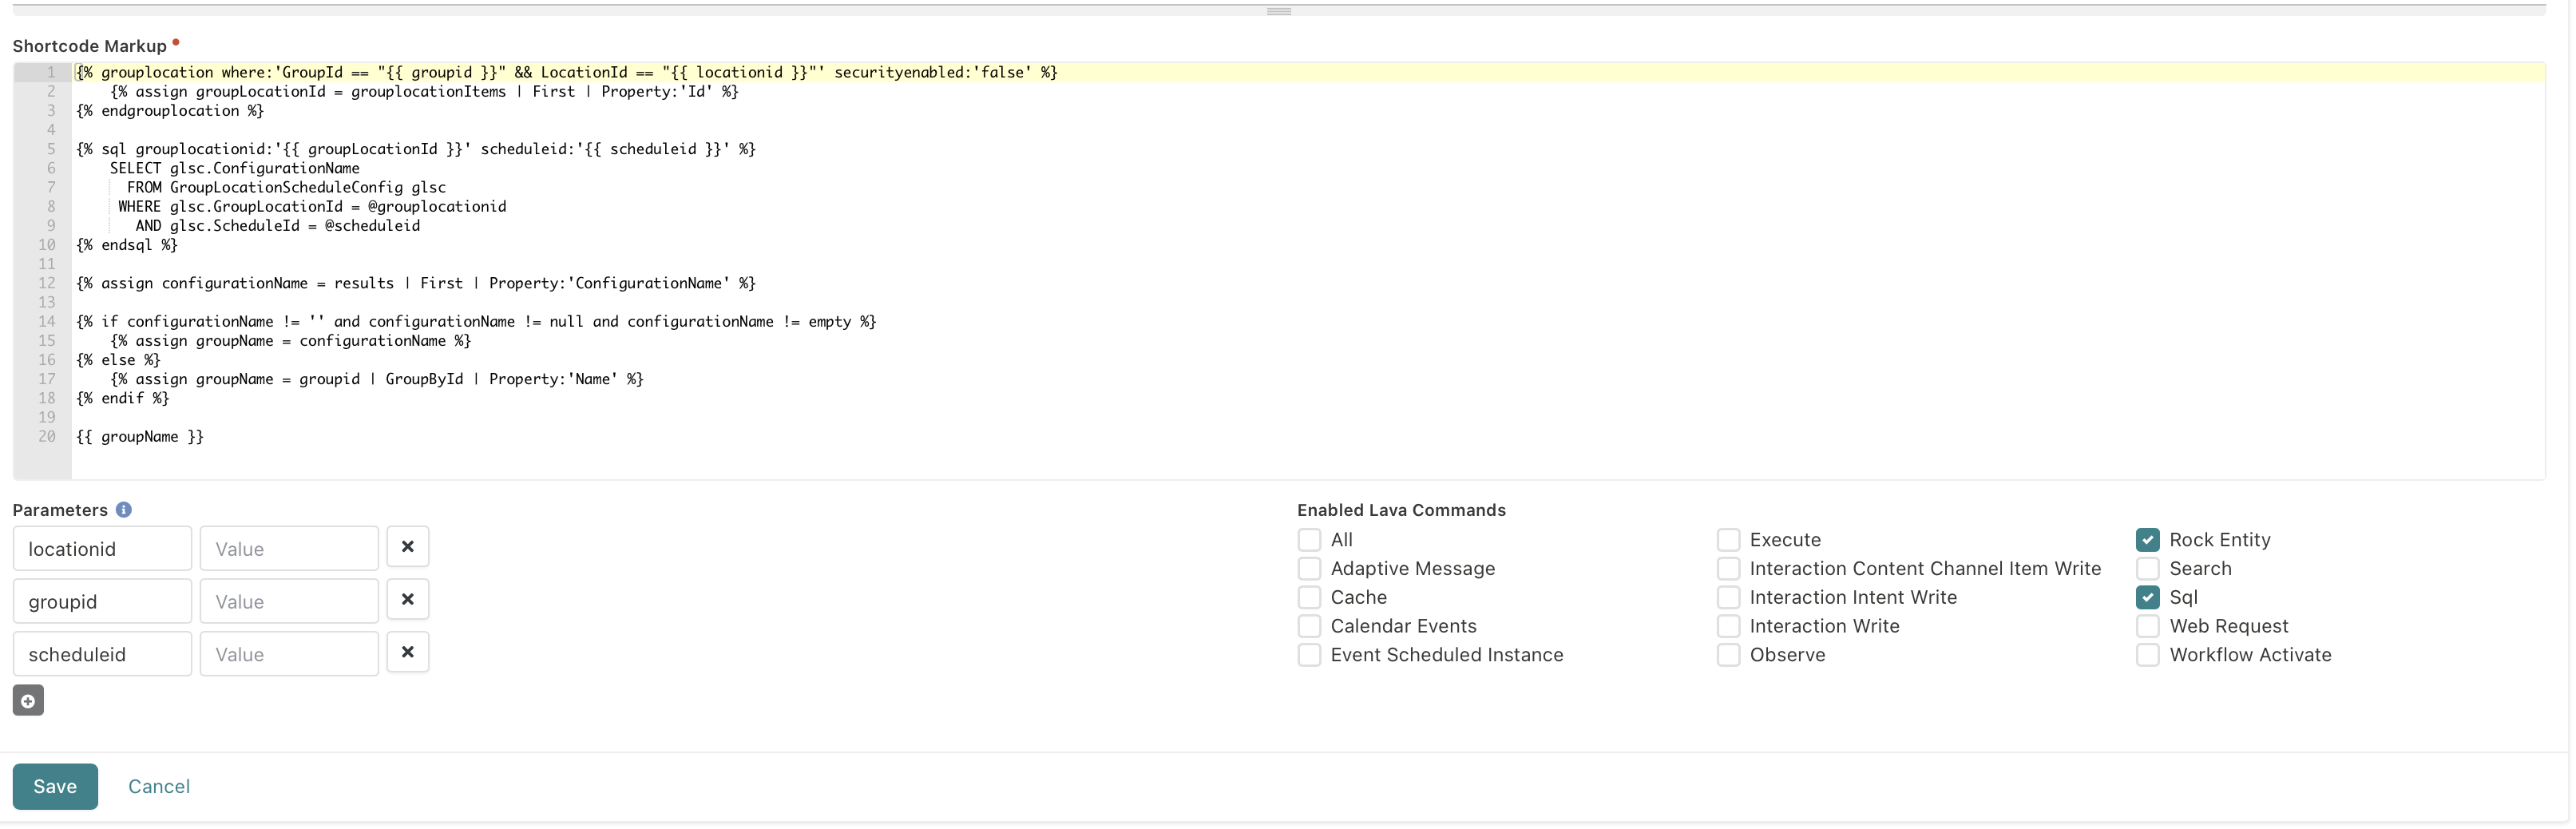 Shortcode Markup
1 {% grouplocation where:'GroupId == "{{ groupid }}" && LocationId == "{{ locationid }}"' securityenabled:'false' %}
2     {% assign groupLocationId = grouplocationItems | First | Property:'Id' %}
3 {% endgrouplocation %}
4
5 {% sql grouplocationid:'{{ groupLocationId }}' scheduleid:'{{ scheduleid }}' %}
6     SELECT glsc.ConfigurationName
7       FROM GroupLocationScheduleConfig glsc
8      WHERE glsc.GroupLocationId = @grouplocationid
9        AND glsc.ScheduleId = @scheduleid
10 {% endsql %}
11
12 {% assign configurationName = results | First | Property:'ConfigurationName' %}
13
14 {% if configurationName != '' and configurationName != null and configurationName != empty %}
15     {% assign groupName = configurationName %}
16 {% else %}
17     {% assign groupName = groupid | GroupById | Property:'Name' %}
18 {% endif %}
19
20 {{ groupName }}
Parameters
locationid Value
groupid Value
scheduleid Value
Enabled Lava Commands
All
Adaptive Message
Cache
Calendar Events
Event Scheduled Instance
Execute
Interaction Content Channel Item Write
Interaction Intent Write
Interaction Write
Observe
Rock Entity
Search
Sql
Web Request
Workflow Activate
Save Cancel